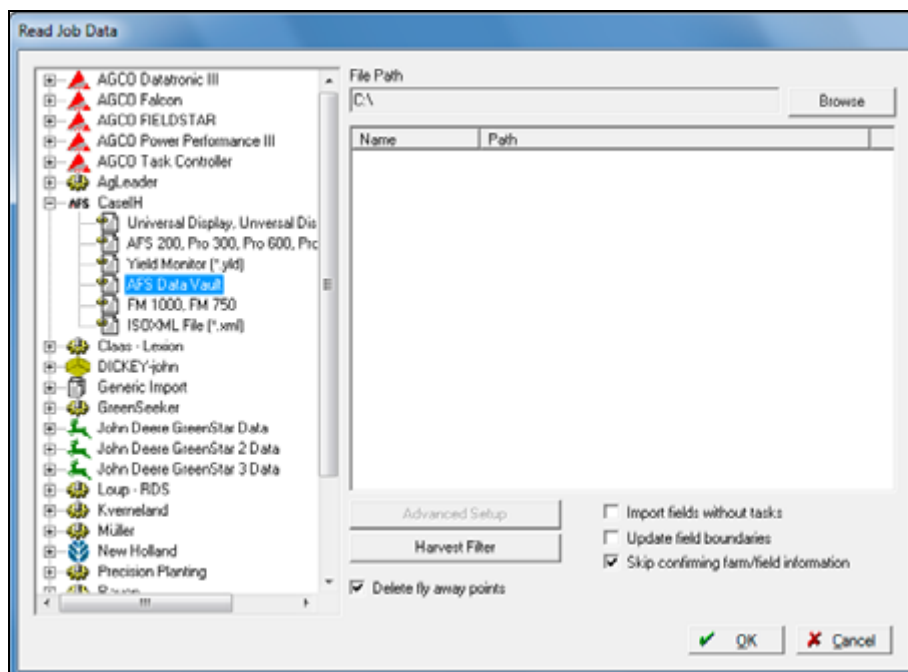 Read Job Data
AGCO Datatronic III
AGCO Falcon
AGCO FIELDSTAR
AGCO Power Performance III
AGCO Task Controller
AgLeader
AFS CaseIH
Universal Display, Unversal Dis
AFS 200, Pro 300, Pro 600, Pro
Yield Monitor (*.yld)
AFS Data Vault
FM 1000, FM 750
ISOXML File (*.xml)
Claas - Lexion
DICKEY-john
Generic Import
GreenSeeker
John Deere GreenStar Data
John Deere GreenStar 2 Data
John Deere GreenStar 3 Data
Loup - RDS
Kverneland
Müller
New Holland
Precision Planting
Raven
File Path
C:\
Browse
Name Path
Advanced Setup
Harvest Filter
Delete fly away points
Import fields without tasks
Update field boundaries
Skip confirming farm/field information
OK
Cancel